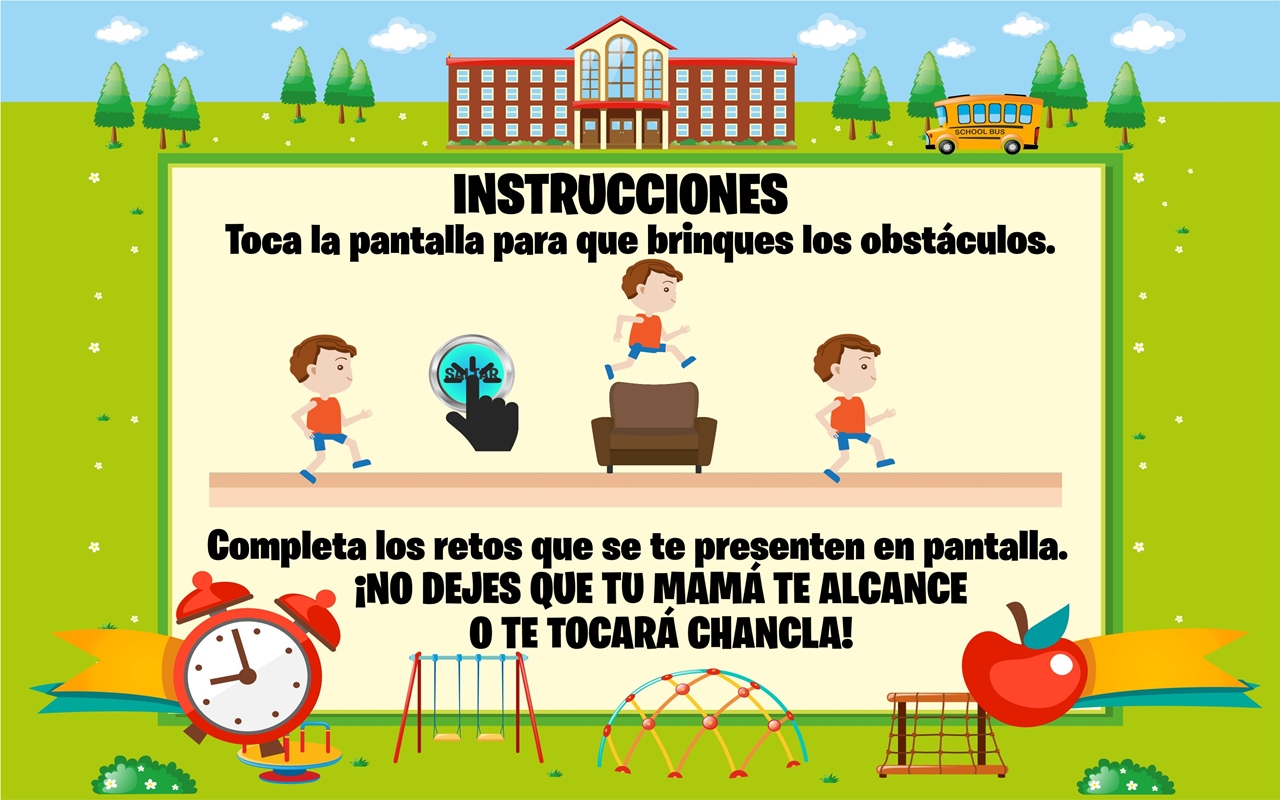 SCHOOL BUS
INSTRUCCIONES
Toca la pantalla para que brinques los obstáculos.
SALTAR
Completa los retos que se te presenten en pantalla.
¡NO DEJES QUE TU MAMÁ TE ALCANCE
O TE TOCARÁ CHANCLA!